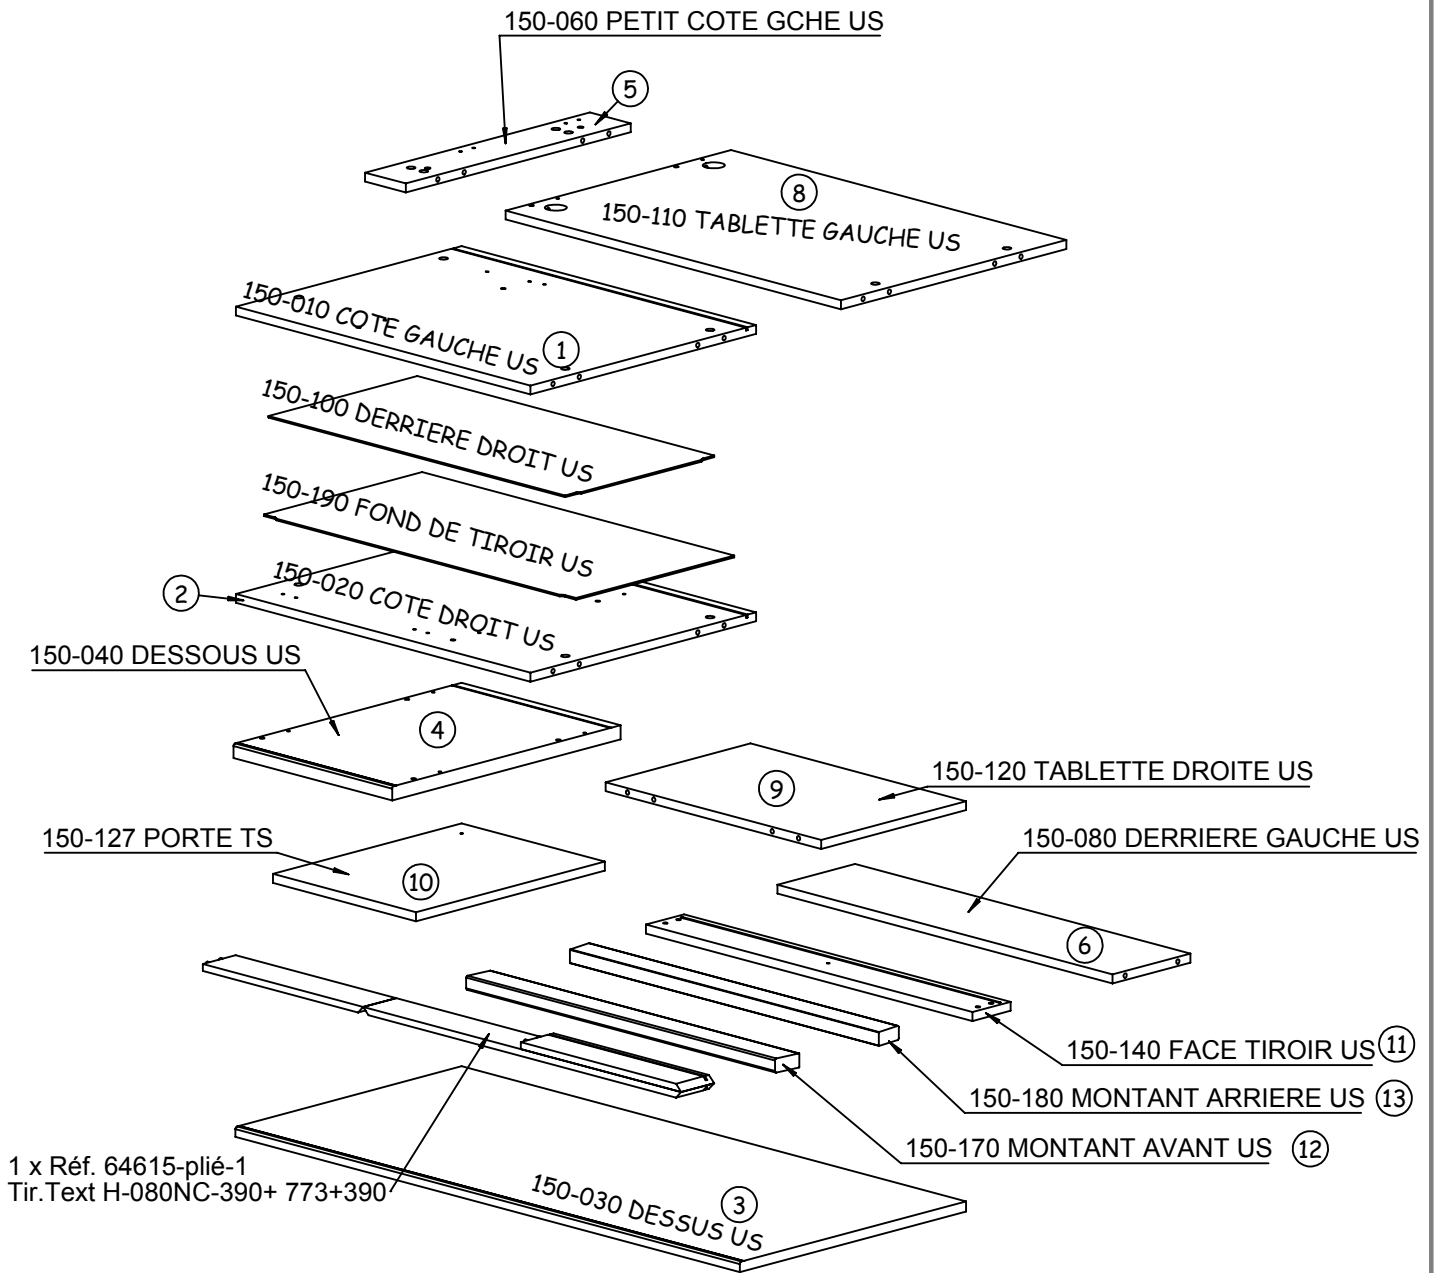 150-060 PETIT COTE GCHE US
5
8
150-110 TABLETTE GAUCHE US
150-010 COTE GAUCHE US
1
150-100 DERRIERE DROIT US
150-190 FOND DE TIROIR US
2
150-020 COTE DROIT US
150-040 DESSOUS US
4
9
150-120 TABLETTE DROITE US
150-127 PORTE TS
10
150-080 DERRIERE GAUCHE US
6
150-140 FACE TIROIR US
11
150-180 MONTANT ARRIERE US
13
150-170 MONTANT AVANT US
12
1 x Réf. 64615-plié-1
Tir.Text H-080NC-390+ 773+390
150-030 DESSUS US
3